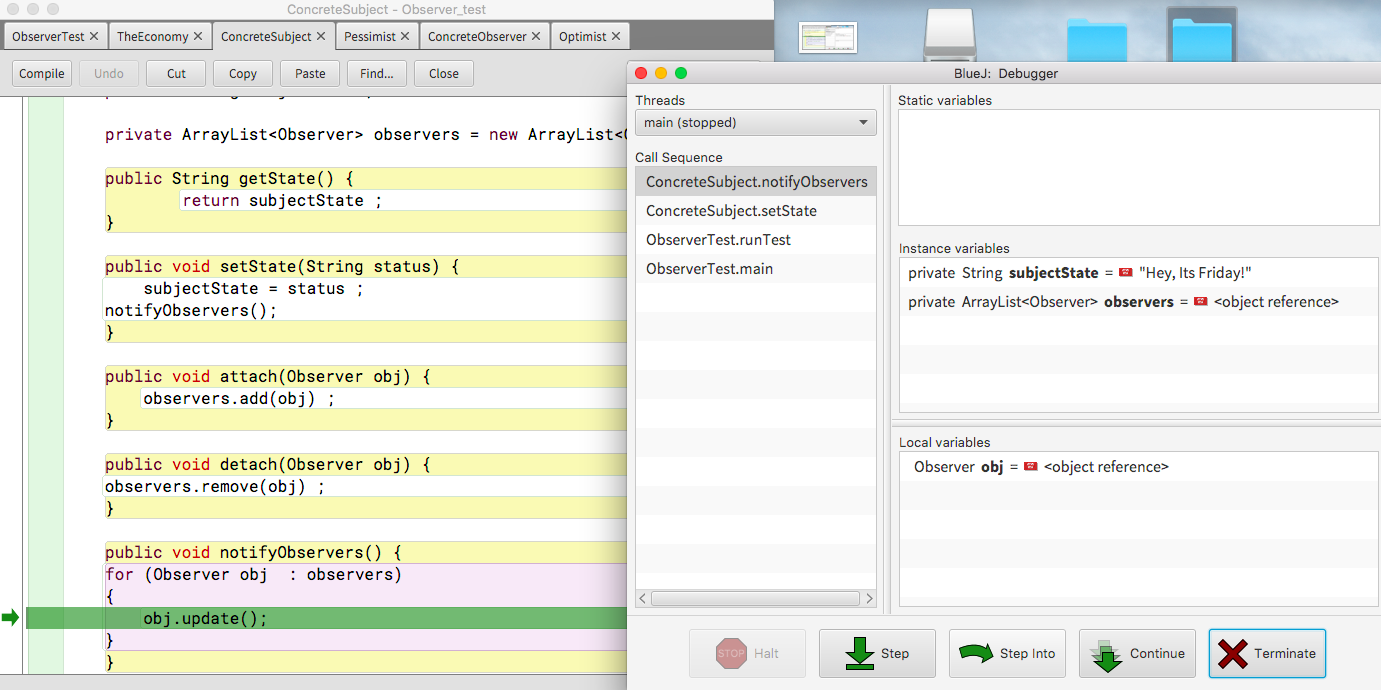 ConcreteSubject - Observer_test
ObserverTest TheEconomy ConcreteSubject Pessimist ConcreteObserver Optimist
Compile Undo Cut Copy Paste Find... Close
private ArrayList<Observer> observers = new ArrayList<
public String getState() {
return subjectState ;
}
public void setState(String status) {
subjectState = status ;
notifyObservers();
}
public void attach(Observer obj) {
observers.add(obj) ;
}
public void detach(Observer obj) {
observers.remove(obj) ;
}
public void notifyObservers() {
for (Observer obj  : observers)
{
obj.update();
}
}
BlueJ: Debugger
Threads
main (stopped)
Call Sequence
ConcreteSubject.notifyObservers
ConcreteSubject.setState
ObserverTest.runTest
ObserverTest.main
Static variables
Instance variables
private String subjectState = "Hey, Its Friday!"
private ArrayList<Observer> observers = <object reference>
Local variables
Observer obj = <object reference>
STOP Halt
Step
Step Into
Continue
Terminate